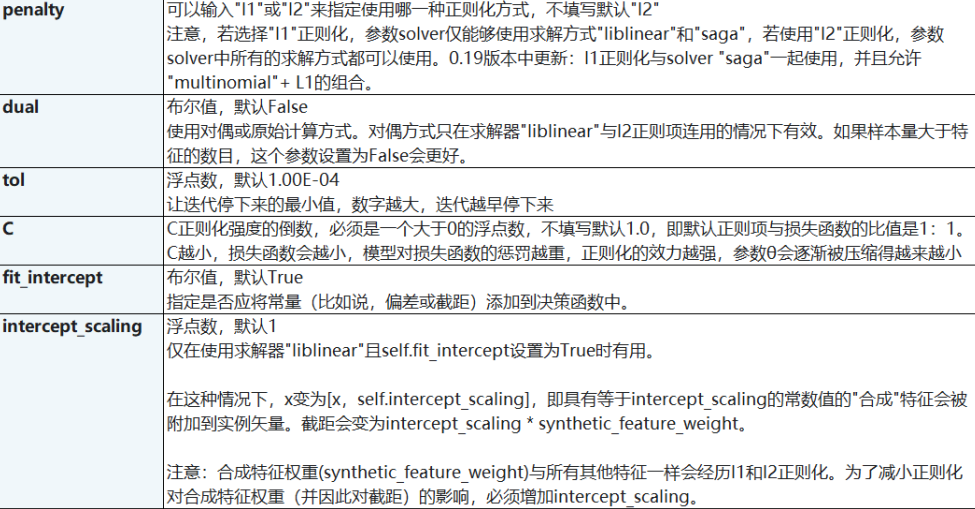 penalty
可以输入"l1"或"l2"来指定使用哪一种正则化方式，不填写默认"l2"
注意，若选择"l1"正则化，参数solver仅能够使用求解方式"liblinear"和"saga"，若使用"l2"正则化，参数
solver中所有的求解方式都可以使用。0.19版本中更新：l1正则化与solver "saga"一起使用，并且允许
"multinomial"+ L1的组合。
dual
布尔值，默认False
使用对偶或原始计算方式。对偶方式只在求解器"liblinear"与l2正则项连用的情况下有效。如果样本量大于特
征的数目，这个参数设置为False会更好。
tol
浮点数，默认1.00E-04
让迭代停下来的最小值，数字越大，迭代越早停下来
C
C正则化强度的倒数，必须是一个大于0的浮点数，不填写默认1.0，即默认正则项与损失函数的比值是1：1。
C越小，损失函数会越小，模型对损失函数的惩罚越重，正则化的效力越强，参数θ会逐渐被压缩得越来越小
fit_intercept
布尔值，默认True
指定是否应将常量（比如说，偏差或截距）添加到决策函数中。
intercept_scaling
浮点数，默认1
仅在使用求解器"liblinear"且self.fit_intercept设置为True时有用。
在这种情况下，x变为[x，self.intercept_scaling]，即具有等于intercept_scaling的常数值的"合成"特征会被
附加到实例矢量。截距会变为intercept_scaling * synthetic_feature_weight。
注意：合成特征权重(synthetic_feature_weight)与所有其他特征一样会经历l1和l2正则化。为了减小正则化
对合成特征权重（并因此对截距）的影响，必须增加intercept_scaling。